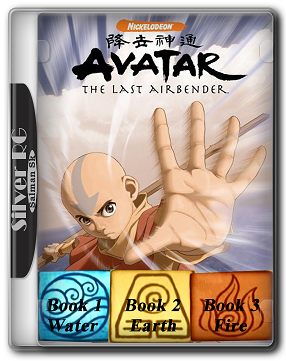 NICKELODEON
降去神通
AVATAR
THE LAST AIRBENDER
Silver RG
Salman Sk
Book 1
Water
Book 2
Earth
Book 3
Fire